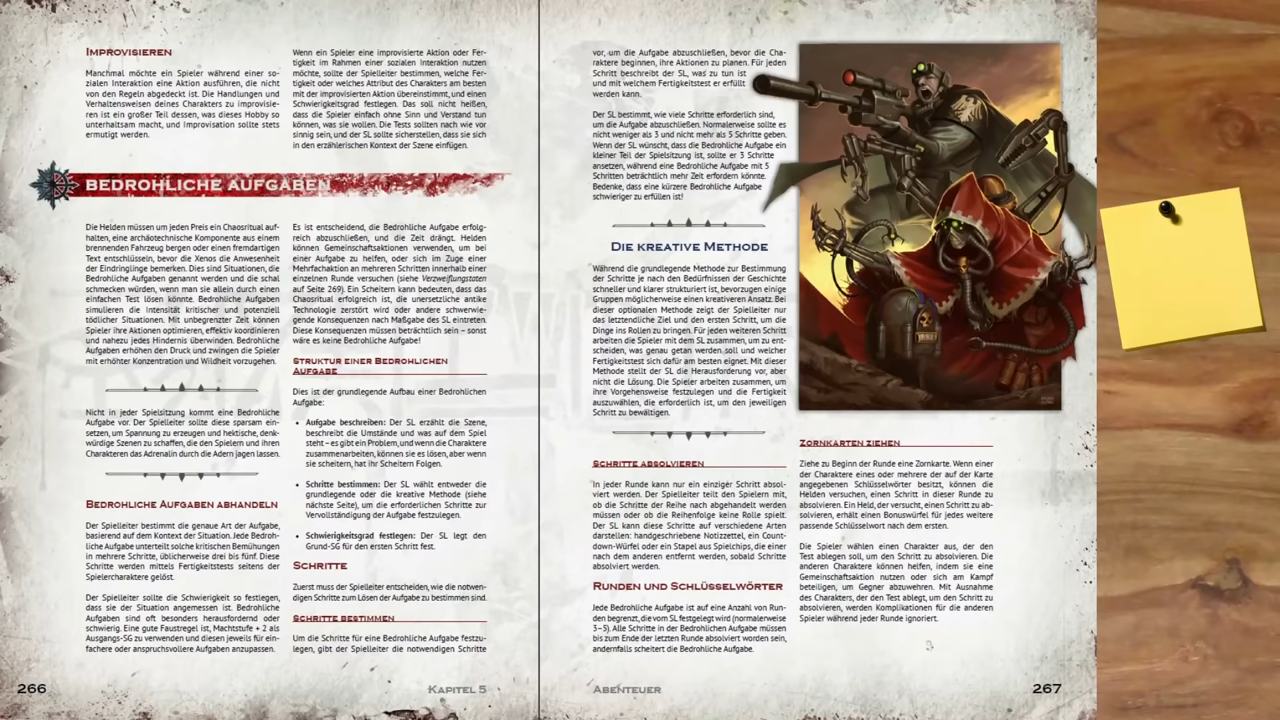 IMPROVISIEREN
Manchmal möchte ein Spieler während einer so-
zialen Interaktion eine Aktion ausführen, die nicht
von den Regeln abgedeckt ist. Die Handlungen und
Verhaltensweisen deines Charakters zu improvisie-
ren ist ein großer Teil dessen, was dieses Hobby so
unterhaltsam macht, und Improvisation sollte stets
ermutigt werden.
Wenn ein Spieler eine improvisierte Aktion oder Fer-
tigkeit im Rahmen einer sozialen Interaktion nutzen
möchte, sollte der Spielleiter bestimmen, welche Fer-
tigkeit oder welches Attribut des Charakters am besten
mit der improvisierten Aktion übereinstimmt, und einen
Schwierigkeitsgrad festlegen. Das soll nicht heißen,
dass die Spieler einfach ohne Sinn und Verstand tun
können, was sie wollen. Die Tests sollten nach wie vor
sinnig sein, und der SL sollte sicherstellen, dass sie sich
in den erzählerischen Kontext der Szene einfügen.
BEDROHLICHE AUFGABEN
Die Helden müssen um jeden Preis ein Chaosritual auf-
halten, eine archäotechnische Komponente aus einem
brennenden Fahrzeug bergen oder einen fremdartigen
Text entschlüsseln, bevor die Xenos die Anwesenheit
der Eindringlinge bemerken. Dies sind Situationen, die
Bedrohliche Aufgaben genannt werden und die schal
schmecken würden, wenn man sie allein durch einen
einfachen Test lösen könnte. Bedrohliche Aufgaben
simulieren die Intensität kritischer und potenziell
tödlicher Situationen. Mit unbegrenzter Zeit können
Spieler ihre Aktionen optimieren, effektiv koordinieren
und nahezu jedes Hindernis überwinden. Bedrohliche
Aufgaben erhöhen den Druck und zwingen die Spieler
mit erhöhter Konzentration und Wildheit vorzugehen.
Nicht in jeder Spielsitzung kommt eine Bedrohliche
Aufgabe vor. Der Spielleiter sollte diese sparsam ein-
setzen, um Spannung zu erzeugen und hektische, denk-
würdige Szenen zu schaffen, die den Spielern und ihren
Charakteren das Adrenalin durch die Adern jagen lassen.
BEDROHLICHE AUFGABEN ABHANDELN
Der Spielleiter bestimmt die genaue Art der Aufgabe,
basierend auf dem Kontext der Situation. Jede Bedroh-
liche Aufgabe unterteilt solche kritischen Bemühungen
in mehrere Schritte, üblicherweise drei bis fünf. Diese
Schritte werden mittels Fertigkeitstests seitens der
Spielercharaktere gelöst.
Der Spielleiter sollte die Schwierigkeit so festlegen,
dass sie der Situation angemessen ist. Bedrohliche
Aufgaben sind oft besonders herausfordernd oder
schwierig. Eine gute Faustregel ist, Machtstufe + 2 als
Ausgangs-SG zu verwenden und diesen jeweils für ein-
fachere oder anspruchsvollere Aufgaben anzupassen.
Es ist entscheidend, die Bedrohliche Aufgabe erfolg-
reich abzuschließen, und die Zeit drängt. Helden
können Gemeinschaftsaktionen verwenden, um bei
einer Aufgabe zu helfen, oder sich im Zuge einer
Mehrfachaktion an mehreren Schritten innerhalb einer
einzelnen Runde versuchen (siehe Verzweiflungstaten
auf Seite 269). Ein Scheitern kann bedeuten, dass das
Chaosritual erfolgreich ist, die unersetzliche antike
Technologie zerstört wird oder andere schwerwie-
gende Konsequenzen nach Maßgabe des SL eintreten.
Diese Konsequenzen müssen beträchtlich sein – sonst
wäre es keine Bedrohliche Aufgabe!
STRUKTUR EINER BEDROHLICHEN
AUFGABE
Dies ist der grundlegende Aufbau einer Bedrohlichen
Aufgabe:
• Aufgabe beschreiben: Der SL erzählt die Szene,
beschreibt die Umstände und was auf dem Spiel
steht – es gibt ein Problem, und wenn die Charaktere
zusammenarbeiten, können sie es lösen, aber wenn
sie scheitern, hat ihr Scheitern Folgen.
• Schritte bestimmen: Der SL wählt entweder die
grundlegende oder die kreative Methode (siehe
nächste Seite), um die erforderlichen Schritte zur
Vervollständigung der Aufgabe festzulegen.
• Schwierigkeitsgrad festlegen: Der SL legt den
Grund-SG für den ersten Schritt fest.
SCHRITTE
Zuerst muss der Spielleiter entscheiden, wie die notwen-
digen Schritte zum Lösen der Aufgabe zu bestimmen sind.
SCHRITTE BESTIMMEN
Um die Schritte für eine Bedrohliche Aufgabe festzu-
legen, gibt der Spielleiter die notwendigen Schritte
266
KAPITEL 5
vor, um die Aufgabe abzuschließen, bevor die Cha-
raktere beginnen, ihre Aktionen zu planen. Für jeden
Schritt beschreibt der SL, was zu tun ist
und mit welchem Fertigkeitstest er erfüllt
werden kann.
Der SL bestimmt, wie viele Schritte erforderlich sind,
um die Aufgabe abzuschließen. Normalerweise sollte es
nicht weniger als 3 und nicht mehr als 5 Schritte geben.
Wenn der SL wünscht, dass die Bedrohliche Aufgabe ein
kleiner Teil der Spielsitzung ist, sollte er 3 Schritte
ansetzen, während eine Bedrohliche Aufgabe mit 5
Schritten beträchtlich mehr Zeit erfordern könnte.
Bedenke, dass eine kürzere Bedrohliche Aufgabe
schwieriger zu erfüllen ist!
DIE KREATIVE METHODE
Während die grundlegende Methode zur Bestimmung
der Schritte je nach den Bedürfnissen der Geschichte
schneller und klarer strukturiert ist, bevorzugen einige
Gruppen möglicherweise einen kreativeren Ansatz. Bei
dieser optionalen Methode zeigt der Spielleiter nur
das letztendliche Ziel und den ersten Schritt, um die
Dinge ins Rollen zu bringen. Für jeden weiteren Schritt
arbeiten die Spieler mit dem SL zusammen, um zu ent-
scheiden, was genau getan werden soll und welcher
Fertigkeitstest sich dafür am besten eignet. Mit dieser
Methode stellt der SL die Herausforderung vor, aber
nicht die Lösung. Die Spieler arbeiten zusammen, um
ihre Vorgehensweise festzulegen und die Fertigkeit
auszuwählen, die erforderlich ist, um den jeweiligen
Schritt zu bewältigen.
SCHRITTE ABSOLVIEREN
In jeder Runde kann nur ein einziger Schritt absol-
viert werden. Der Spielleiter teilt den Spielern mit,
ob die Schritte der Reihe nach abgehandelt werden
müssen oder ob die Reihenfolge keine Rolle spielt.
Der SL kann diese Schritte auf verschiedene Arten
darstellen: handgeschriebene Notizzettel, ein Count-
down-Würfel oder ein Stapel aus Spielchips, die einer
nach dem anderen entfernt werden, sobald Schritte
absolviert werden.
RUNDEN UND SCHLÜSSELWÖRTER
Jede Bedrohliche Aufgabe ist auf eine Anzahl von Run-
den begrenzt, die vom SL festgelegt wird (normalerweise
3–5). Alle Schritte in der Bedrohlichen Aufgabe müssen
bis zum Ende der letzten Runde absolviert worden sein,
andernfalls scheitert die Bedrohliche Aufgabe.
ZORNKARTEN ZIEHEN
Ziehe zu Beginn der Runde eine Zornkarte. Wenn einer
der Charaktere eines oder mehrere der auf der Karte
angegebenen Schlüsselwörter besitzt, können die
Helden versuchen, einen Schritt in dieser Runde zu
absolvieren. Ein Held, der versucht, einen Schritt zu ab-
solvieren, erhält einen Bonuswürfel für jedes weitere
passende Schlüsselwort nach dem ersten.
Die Spieler wählen einen Charakter aus, der den
Test ablegen soll, um den Schritt zu absolvieren. Die
anderen Charaktere können helfen, indem sie eine
Gemeinschaftsaktion nutzen oder sich am Kampf
beteiligen, um Gegner abzuwehren. Mit Ausnahme
des Charakters, der den Test ablegt, um den Schritt zu
absolvieren, werden Komplikationen für die anderen
Spieler während jeder Runde ignoriert.
ABENTEUER
267